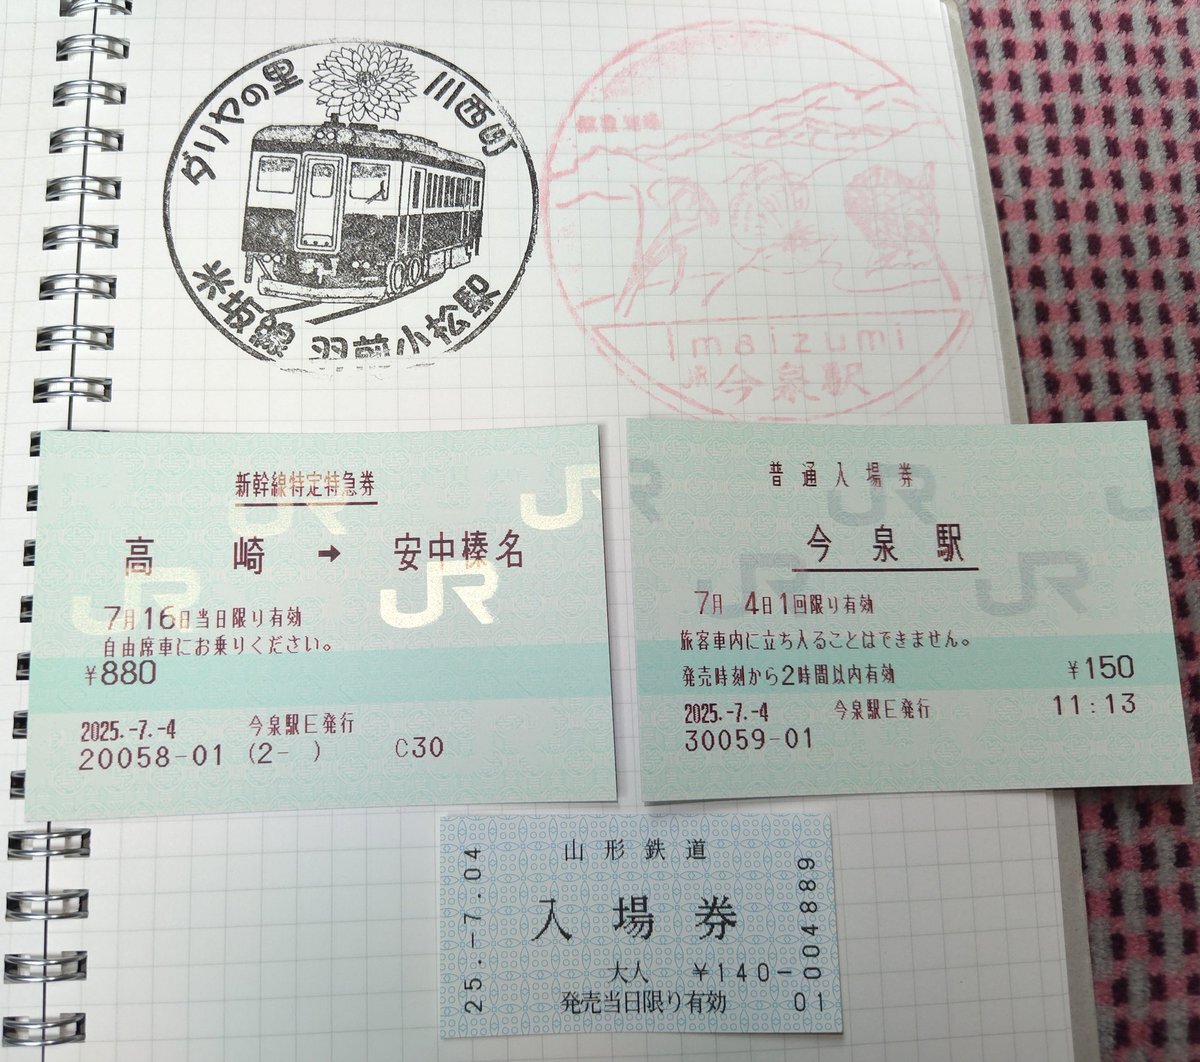 ダリヤの里
川西町
米坂線 羽前小松駅
Imaizumi
JR今泉駅
新幹線特定特急券
高崎 → 安中榛名
7月16日当日限り有効
自由席車にお乗りください。
¥880
2025.-7.-4 今泉駅E発行
20058-01 (2- ) C30
普通入場券
今泉駅
7月 4日1回限り有効
旅客車内に立ち入ることはできません。
発売時刻から2時間以内有効 ¥150
2025.-7.-4 今泉駅E発行 11:13
30059-01
JR
JR
JR
JR
JR
25.-7.04
山形鉄道
入場券
大人 ¥140-
発売当日限り有効 01
004889